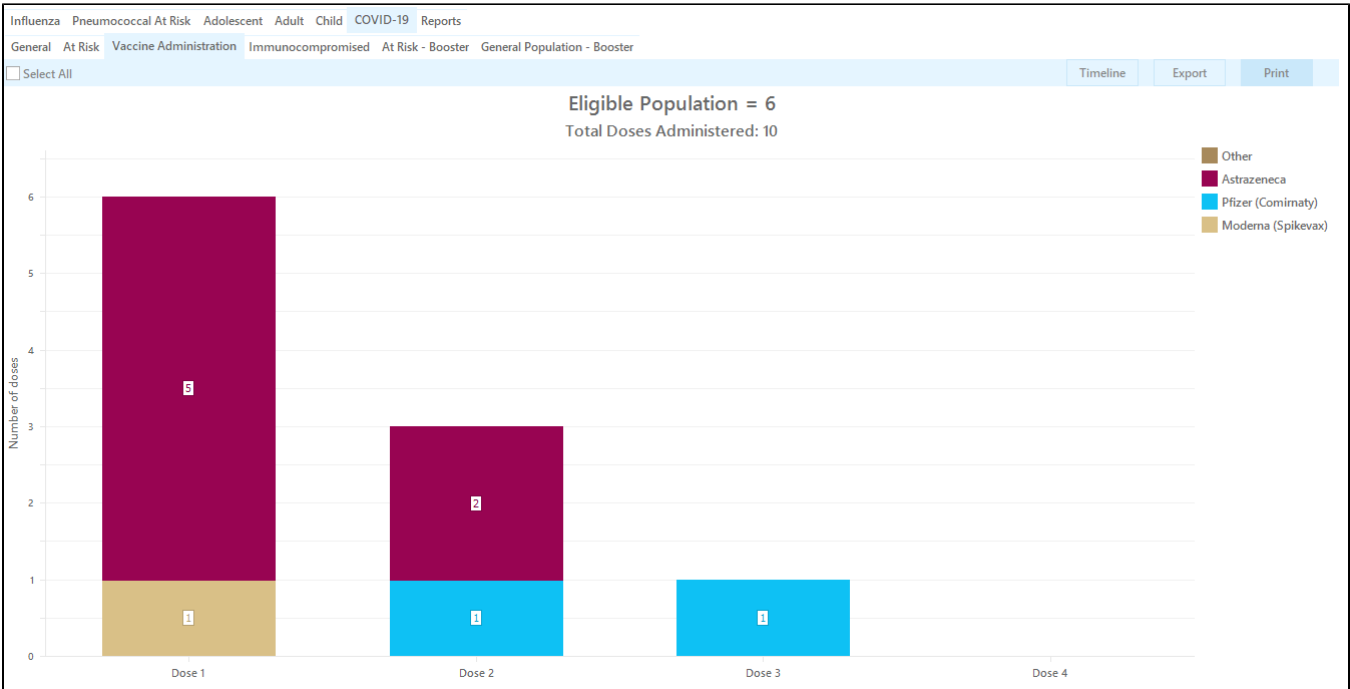 Influenza Pneumococcal At Risk Adolescent Adult Child COVID-19 Reports
General At Risk Vaccine Administration Immunocompromised At Risk - Booster General Population - Booster
Select All Timeline Export Print
Eligible Population = 6
Total Doses Administered: 10
Other
Astrazeneca
Pfizer (Comirnaty)
Moderna (Spikevax)
Number of doses
6
5
4
3
2
1
0
5
1
2
1
1
Dose 1 Dose 2 Dose 3 Dose 4